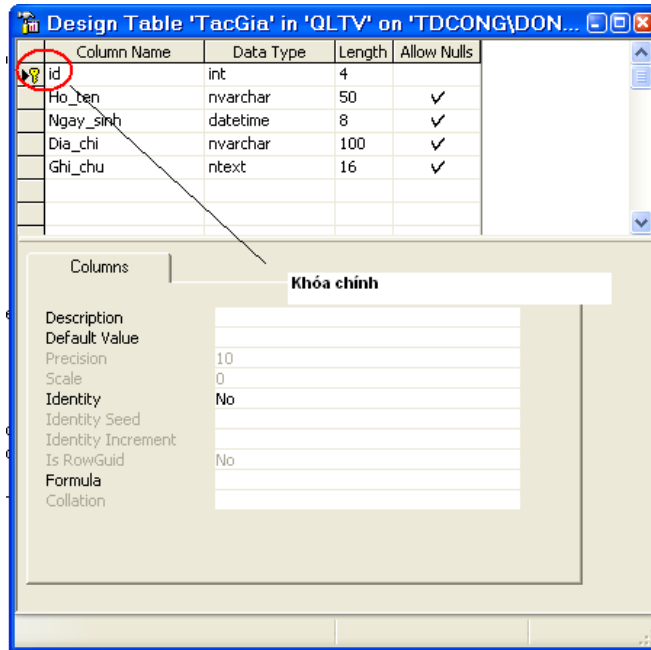 Design Table 'TacGia' in 'QLTV' on 'TDCONG\DON...
Column Name Data Type Length Allow Nulls
id int 4
Ho_ten nvarchar 50
Ngay_sinh datetime 8
Dia_chi nvarchar 100
Ghi_chu ntext 16
Columns
Khóa chính
Description
Default Value
Precision 10
Scale 0
Identity No
Identity Seed
Identity Increment
Is RowGuid No
Formula
Collation